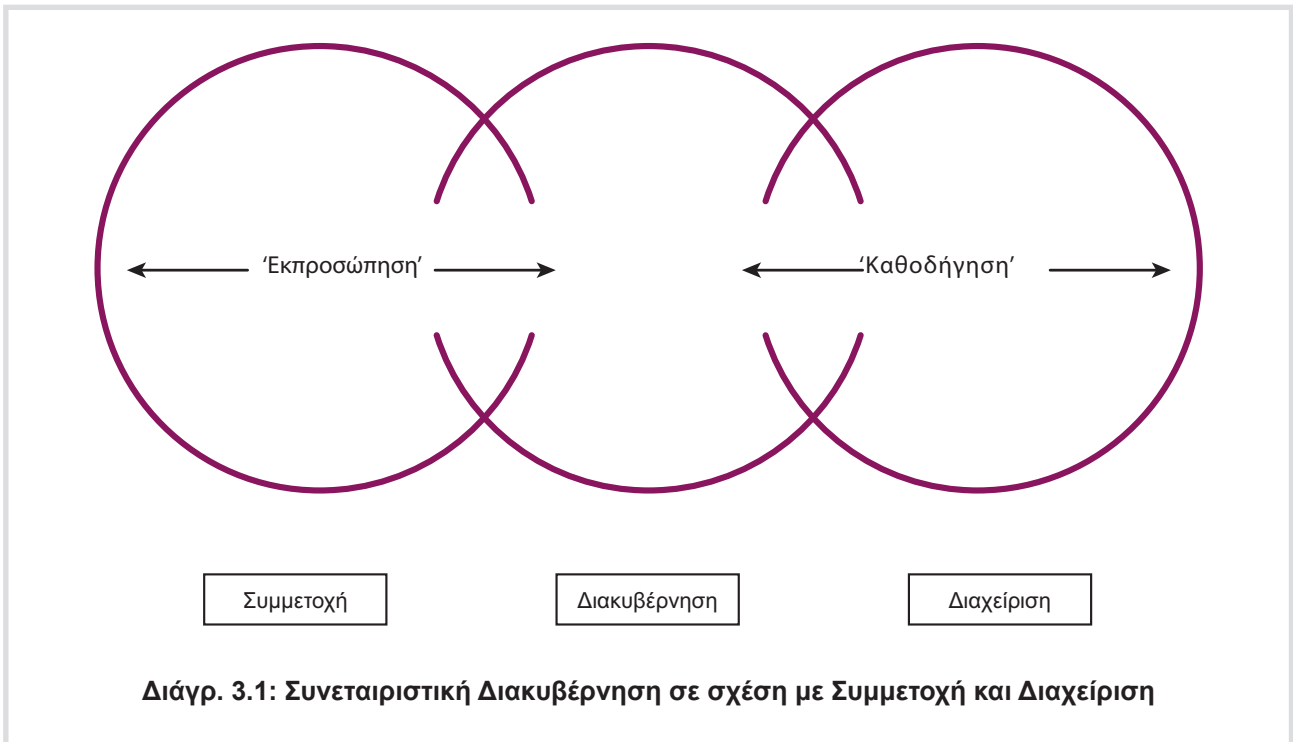 ‘Εκπροσώπηση’
‘Καθοδήγηση’
Συμμετοχή
Διακυβέρνηση
Διαχείριση
Διάγρ. 3.1: Συνεταιριστική Διακυβέρνηση σε σχέση με Συμμετοχή και Διαχείριση